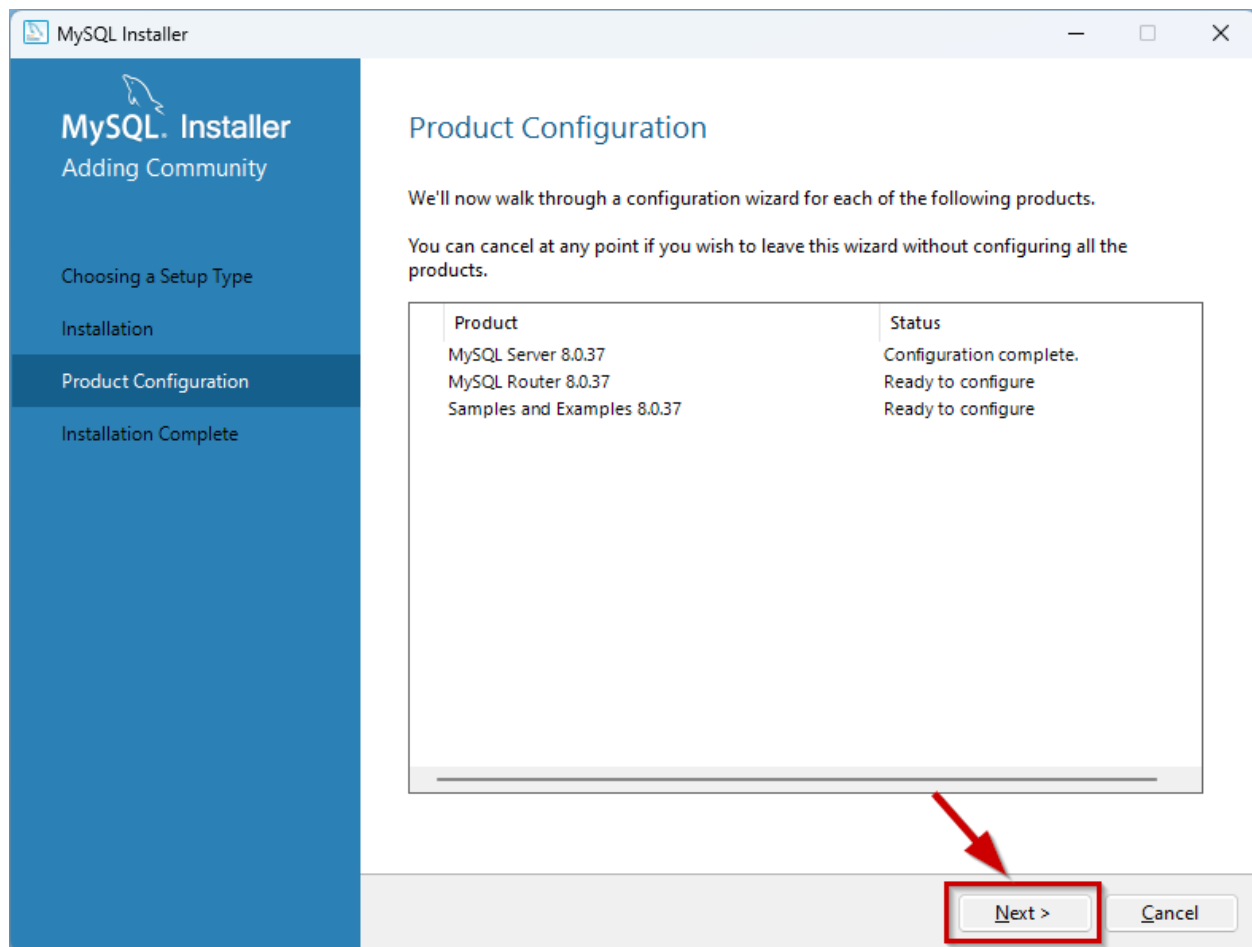 MySQL Installer
MySQL. Installer
Adding Community
Choosing a Setup Type
Installation
Product Configuration
Installation Complete
Product Configuration
We'll now walk through a configuration wizard for each of the following products.
You can cancel at any point if you wish to leave this wizard without configuring all the
products.
Product Status
MySQL Server 8.0.37 Configuration complete.
MySQL Router 8.0.37 Ready to configure
Samples and Examples 8.0.37 Ready to configure
Next > Cancel